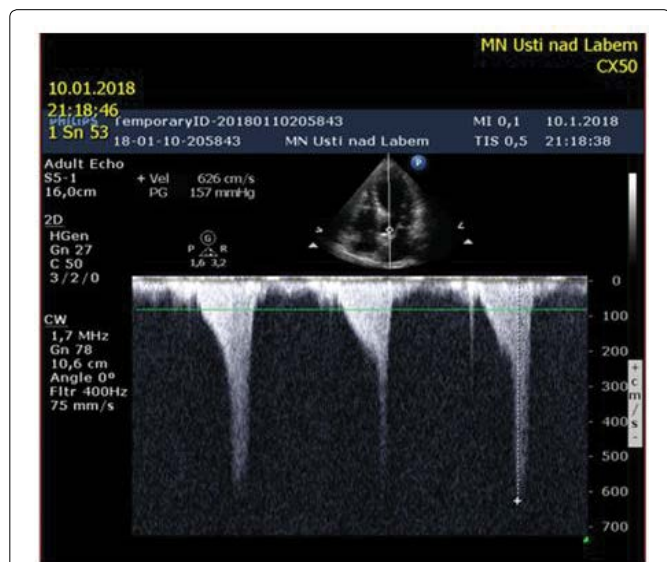 MN Usti nad Labem
CX50
10.01.2018
21:18:46
1 Sn 53
PHILIPS
TemporaryID-20180110205843
MI 0,1
10.1.2018
18-01-10-205843
MN Usti nad Labem
TIS 0,5
21:18:38
Adult Echo
S5-1
16,0cm
+ Vel 626 cm/s
PG 157 mmHg
P
2D
HGen
Gn 27
C 50
3/2/0
G
P R
1,6 3,2
CW
1,7 MHz
Gn 78
10,6 cm
Angle 0°
Fltr 400Hz
75 mm/s
0
100
200
300
400
500
600
700
+
c
m
/
s
-